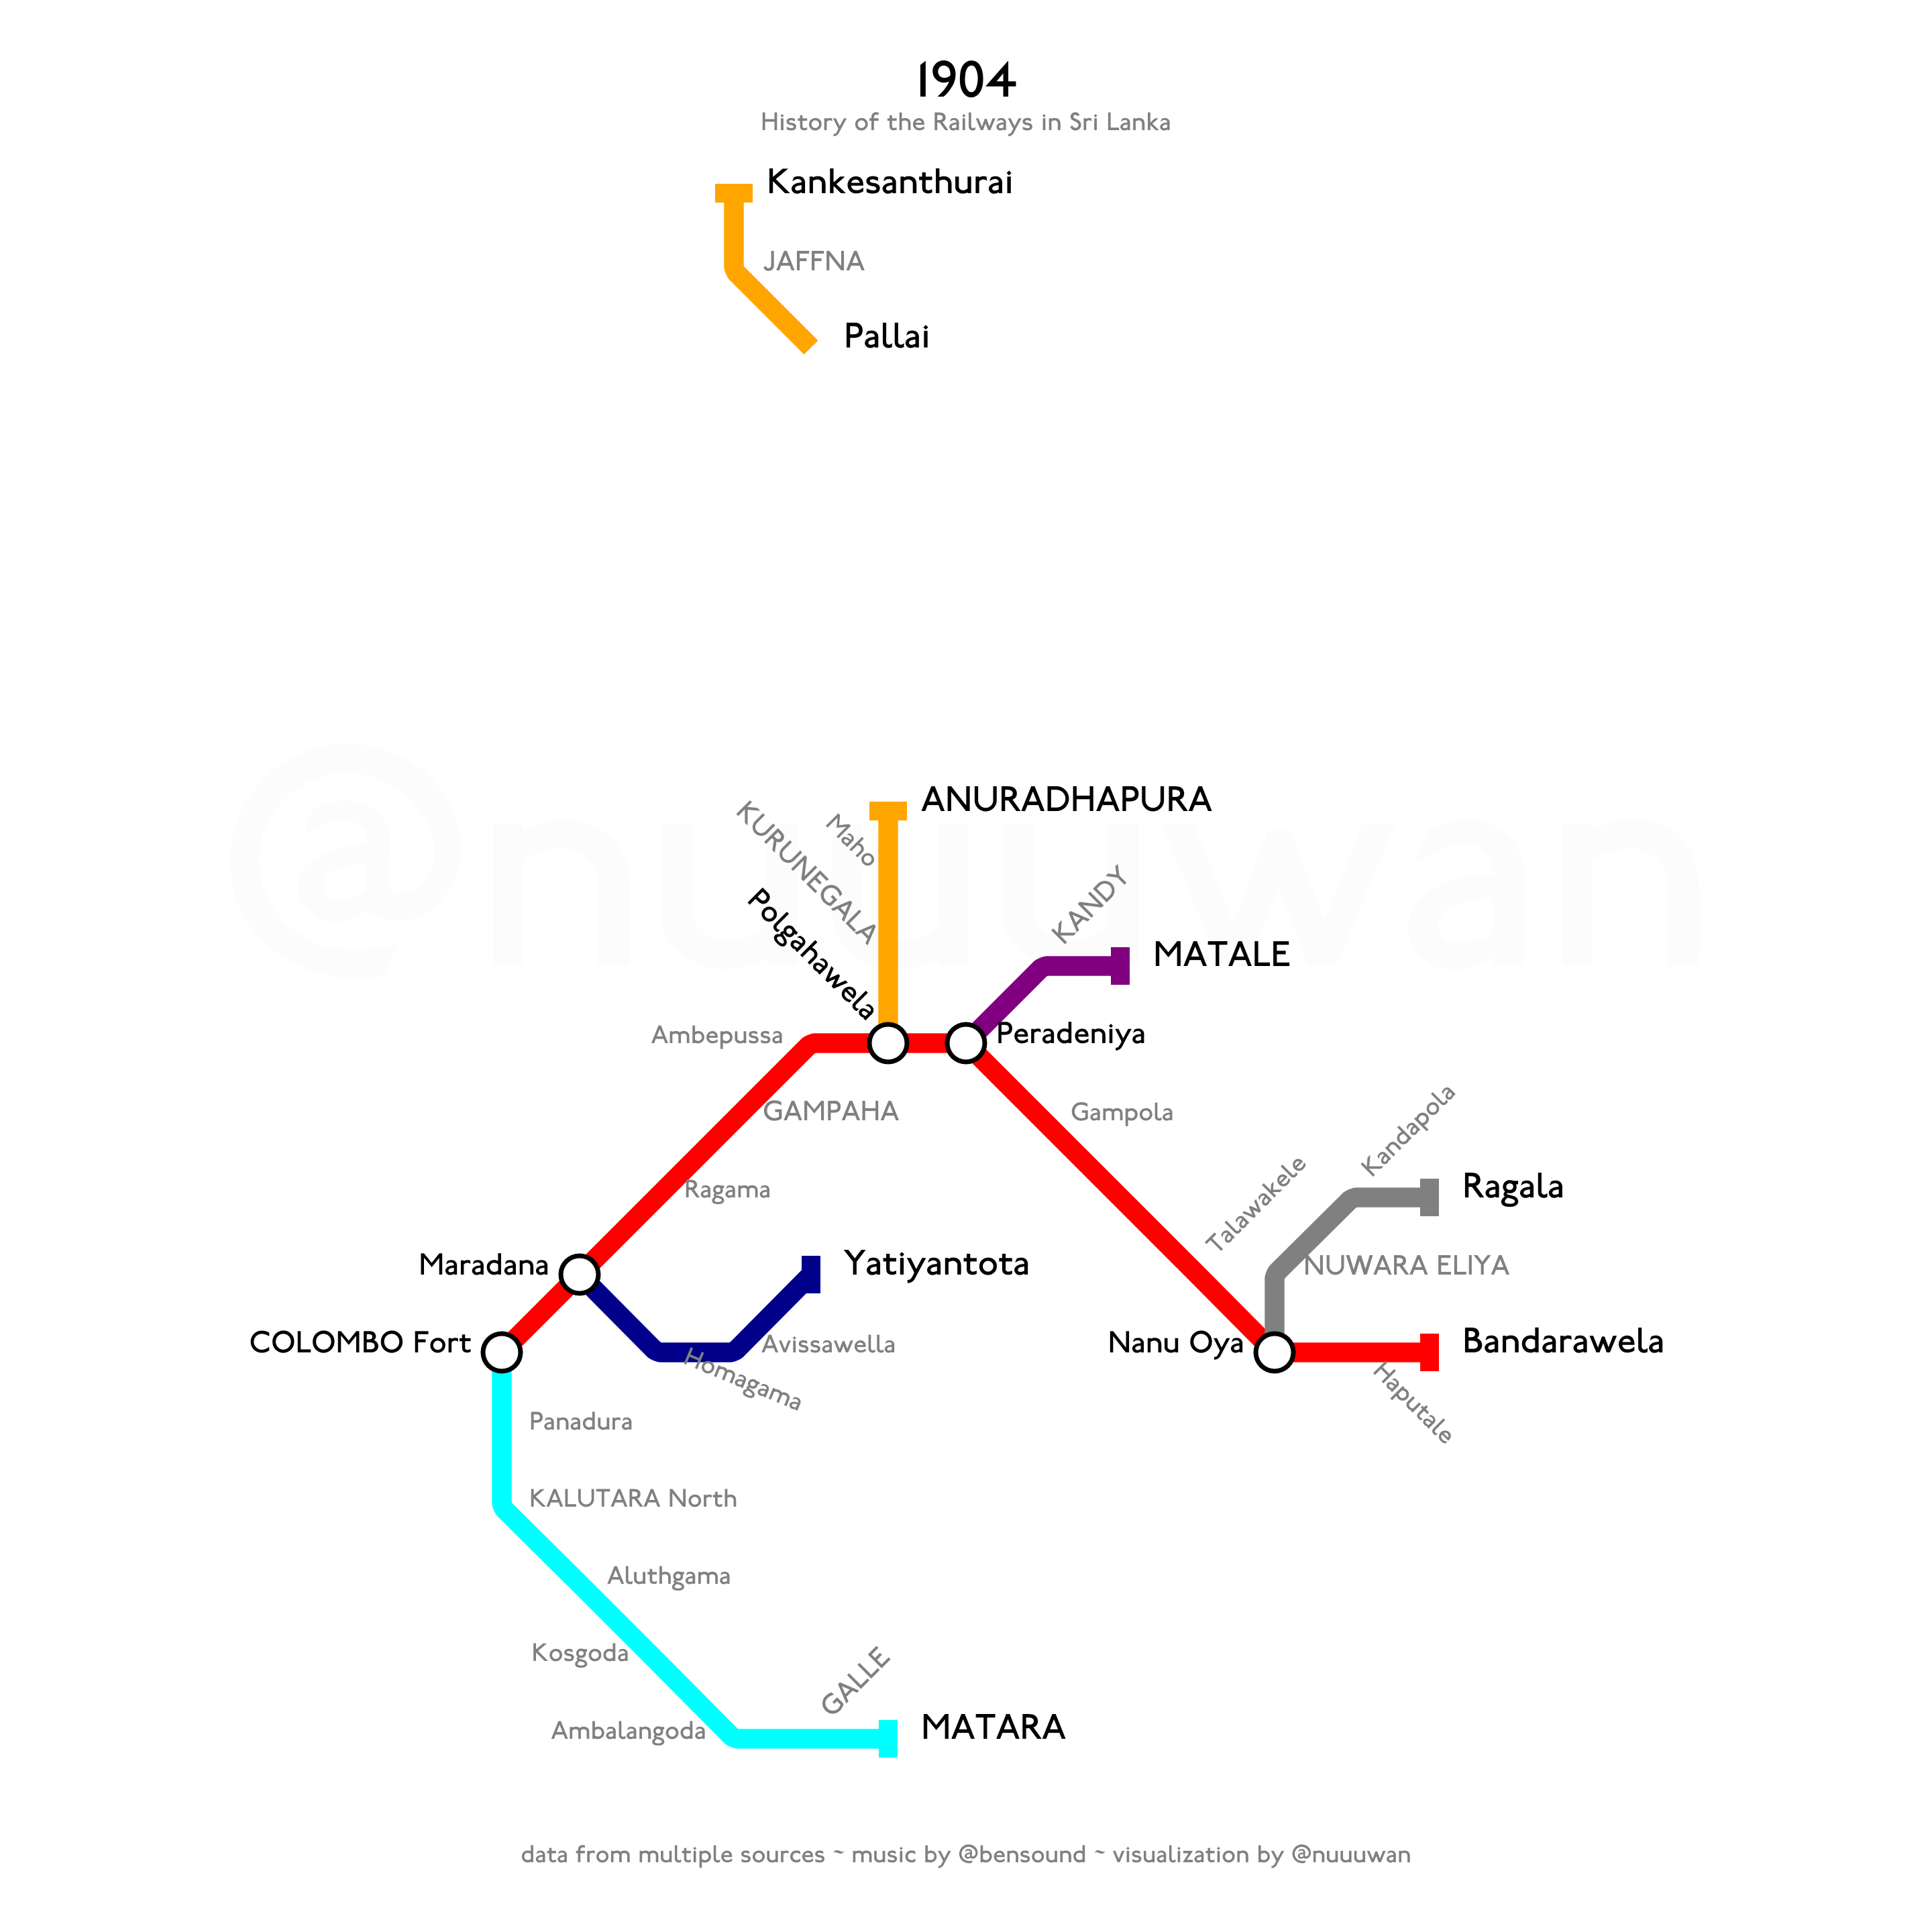 1904
History of the Railways in Sri Lanka
Kankesanthurai
JAFFNA
Pallai
@nuuuwan
ANURADHAPURA
Maho
KURUNEGALA
Polgahawela
KANDY
MATALE
Ambepussa
Peradeniya
GAMPAHA
Gampola
Kandapola
Ragama
Talawakele
Ragala
Maradana
Yatiyantota
NUWARA ELIYA
COLOMBO Fort
Avissawella
Homagama
Nanu Oya
Bandarawela
Haputale
Panadura
KALUTARA North
Aluthgama
Kosgoda
GALLE
Ambalangoda
MATARA
data from multiple sources ~ music by @bensound ~ visualization by @nuuuwan